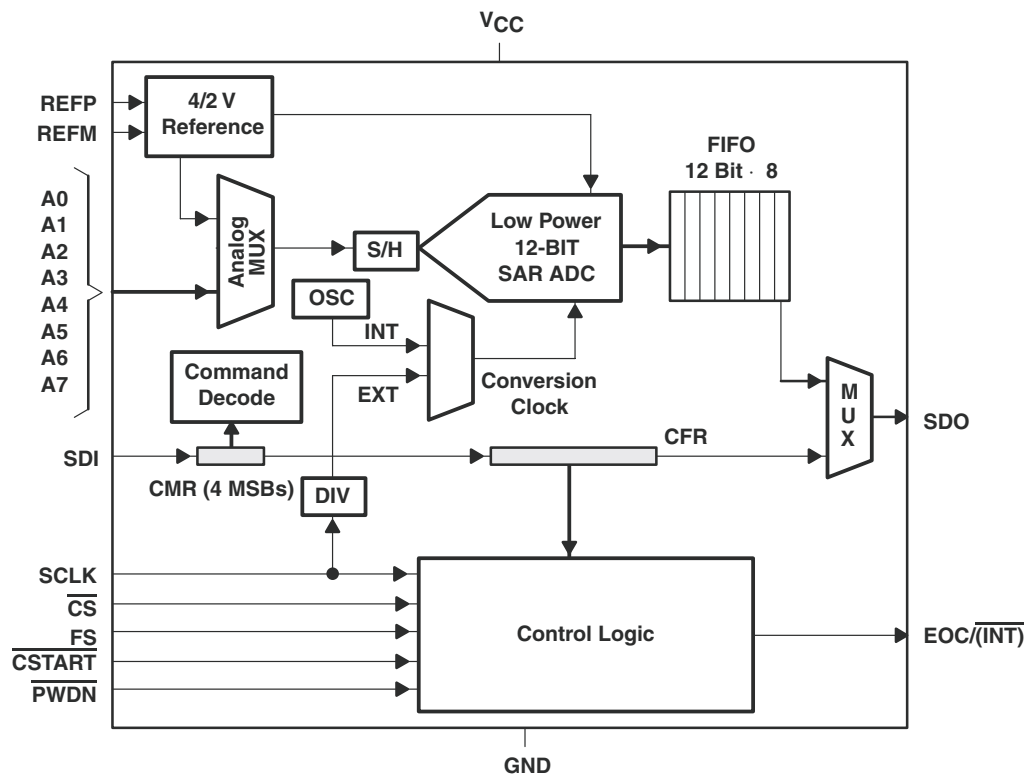 VCC
REFP
REFM
4/2 V
Reference
FIFO
12 Bit · 8
A0
A1
A2
A3
A4
A5
A6
A7
Analog
MUX
S/H
Low Power
12-BIT
SAR ADC
OSC
INT
EXT
Conversion
Clock
Command
Decode
MUX
SDO
SDI
CMR (4 MSBs)
CFR
DIV
SCLK
CS
FS
CSTART
PWDN
Control Logic
EOC/(INT)
GND